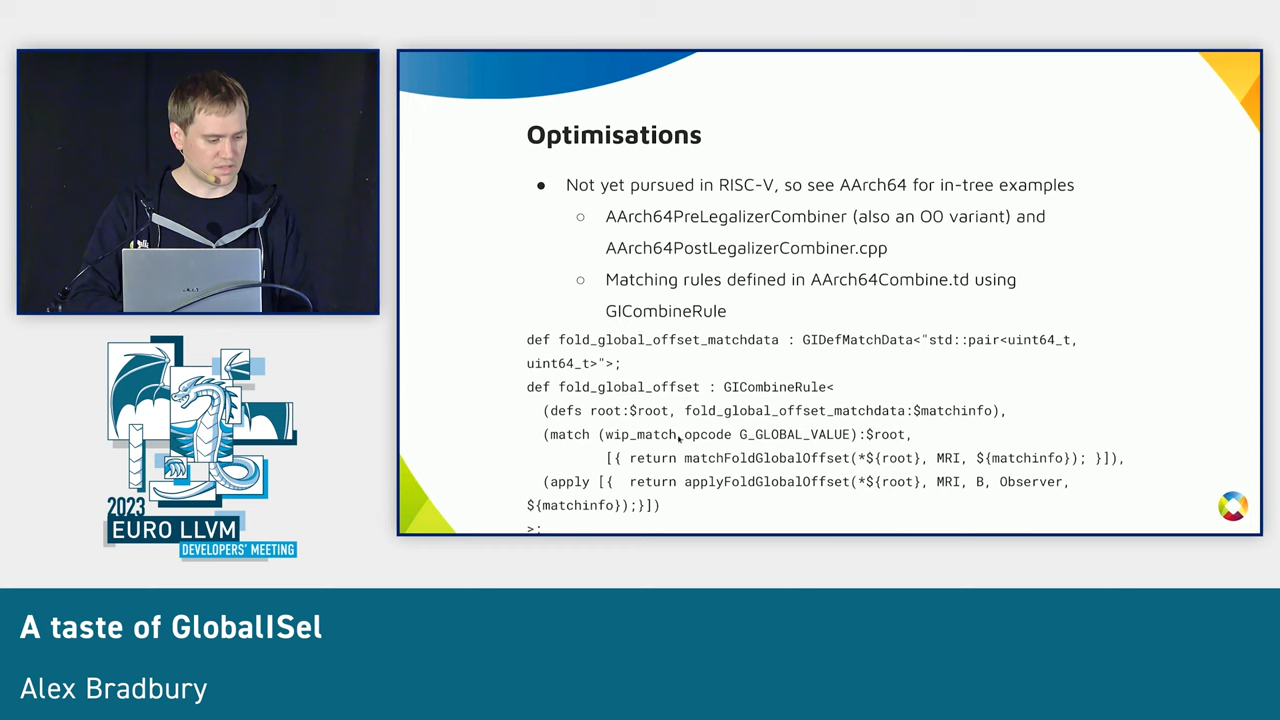 Optimisations
● Not yet pursued in RISC-V, so see AArch64 for in-tree examples
○ AArch64PreLegalizerCombiner (also an O0 variant) and
AArch64PostLegalizerCombiner.cpp
○ Matching rules defined in AArch64Combine.td using
GICombineRule
def fold_global_offset_matchdata : GIDefMatchData<"std::pair<uint64_t,
uint64_t>">;
def fold_global_offset : GICombineRule<
(defs root:$root, fold_global_offset_matchdata:$matchinfo),
(match (wip_match_opcode G_GLOBAL_VALUE):$root,
[{ return matchFoldGlobalOffset(*${root}, MRI, ${matchinfo}); }]),
(apply [{ return applyFoldGlobalOffset(*${root}, MRI, B, Observer,
${matchinfo});}])
>;
2023
EURO LLVM
DEVELOPERS' MEETING
A taste of GlobalISel
Alex Bradbury